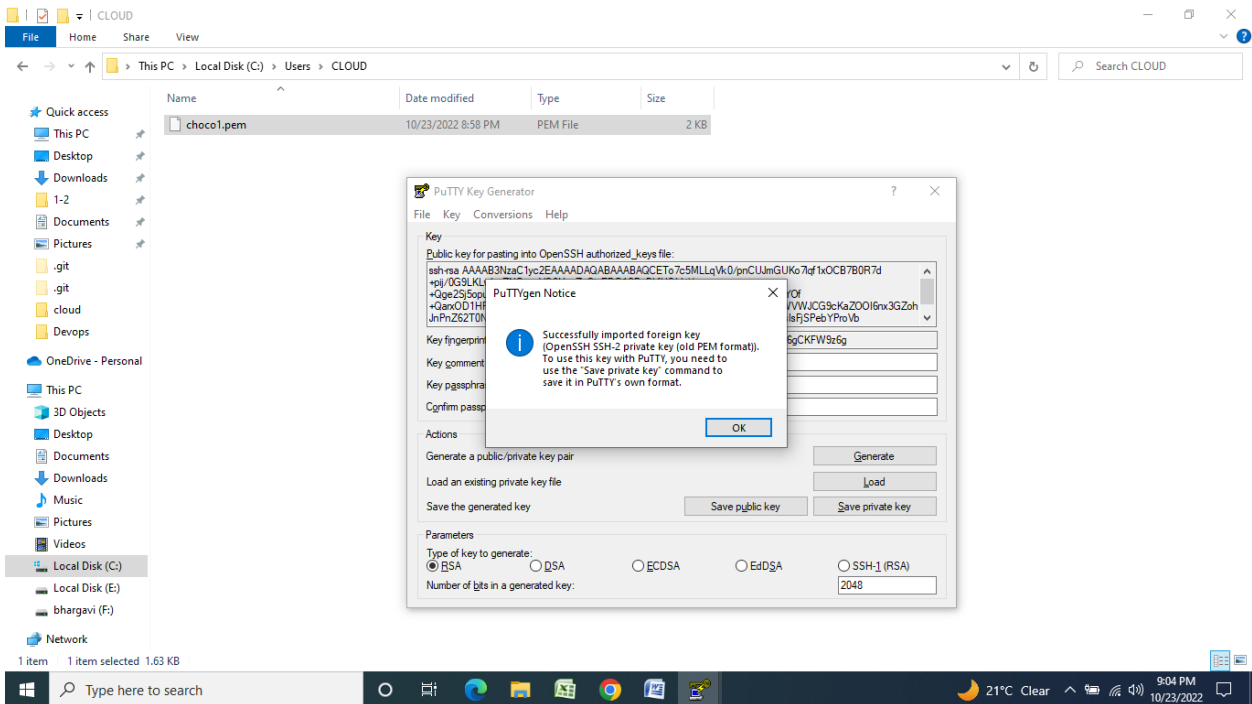 CLOUD
File Home Share View
This PC > Local Disk (C:) > Users > CLOUD
Search CLOUD
Name Date modified Type Size
choco1.pem 10/23/2022 8:58 PM PEM File 2 KB
Quick access
This PC
Desktop
Downloads
1-2
Documents
Pictures
.git
.git
cloud
Devops
OneDrive - Personal
This PC
3D Objects
Desktop
Documents
Downloads
Music
Pictures
Videos
Local Disk (C:)
Local Disk (E:)
bhargavi (F:)
Network
1 item 1 item selected 1.63 KB
PuTTY Key Generator
?
File Key Conversions Help
Key
Public key for pasting into OpenSSH authorized_keys file:
ssh-rsa
Key fingerprint
Key comment
Confirm
PuTTYgen Notice
Successfully imported foreign key
(OpenSSH SSH-2 private key (old PEM format)).
To use this key with PuTTY, you need to
use the "Save private key" command to
save it in PuTTY's own format.
OK
Actions
Generate a public/private key pair
Generate
Load an existing private key file
Load
Save the generated key
Save public key
Save private key
Parameters
Type of key to generate:
RSA DSA ECDSA EdDSA SSH-1 (RSA)
Number of bits in a generated key:
2048
Type here to search
21°C Clear
9:04 PM
10/23/2022